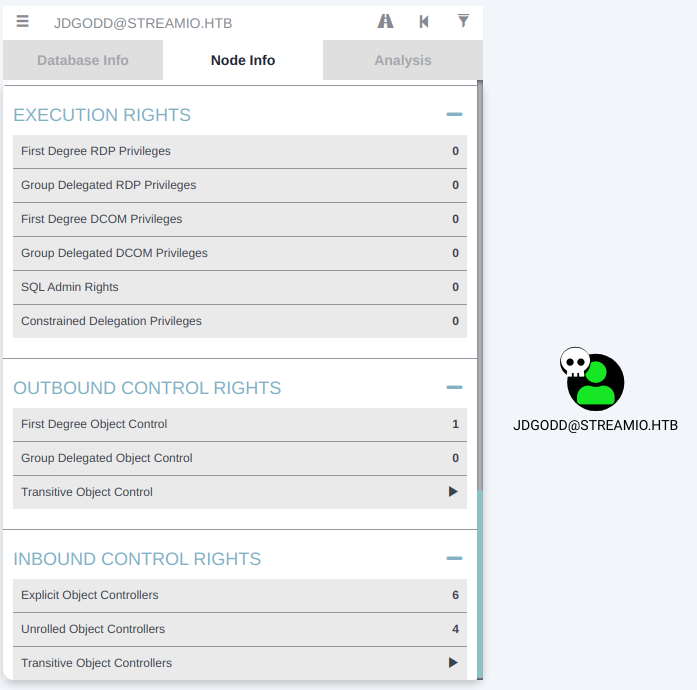 JDGODD@STREAMIO.HTB
Database Info Node Info Analysis
EXECUTION RIGHTS
First Degree RDP Privileges 0
Group Delegated RDP Privileges 0
First Degree DCOM Privileges 0
Group Delegated DCOM Privileges 0
SQL Admin Rights 0
Constrained Delegation Privileges 0
OUTBOUND CONTROL RIGHTS
First Degree Object Control 1
Group Delegated Object Control 0
Transitive Object Control
INBOUND CONTROL RIGHTS
Explicit Object Controllers 6
Unrolled Object Controllers 4
Transitive Object Controllers
JDGODD@STREAMIO.HTB